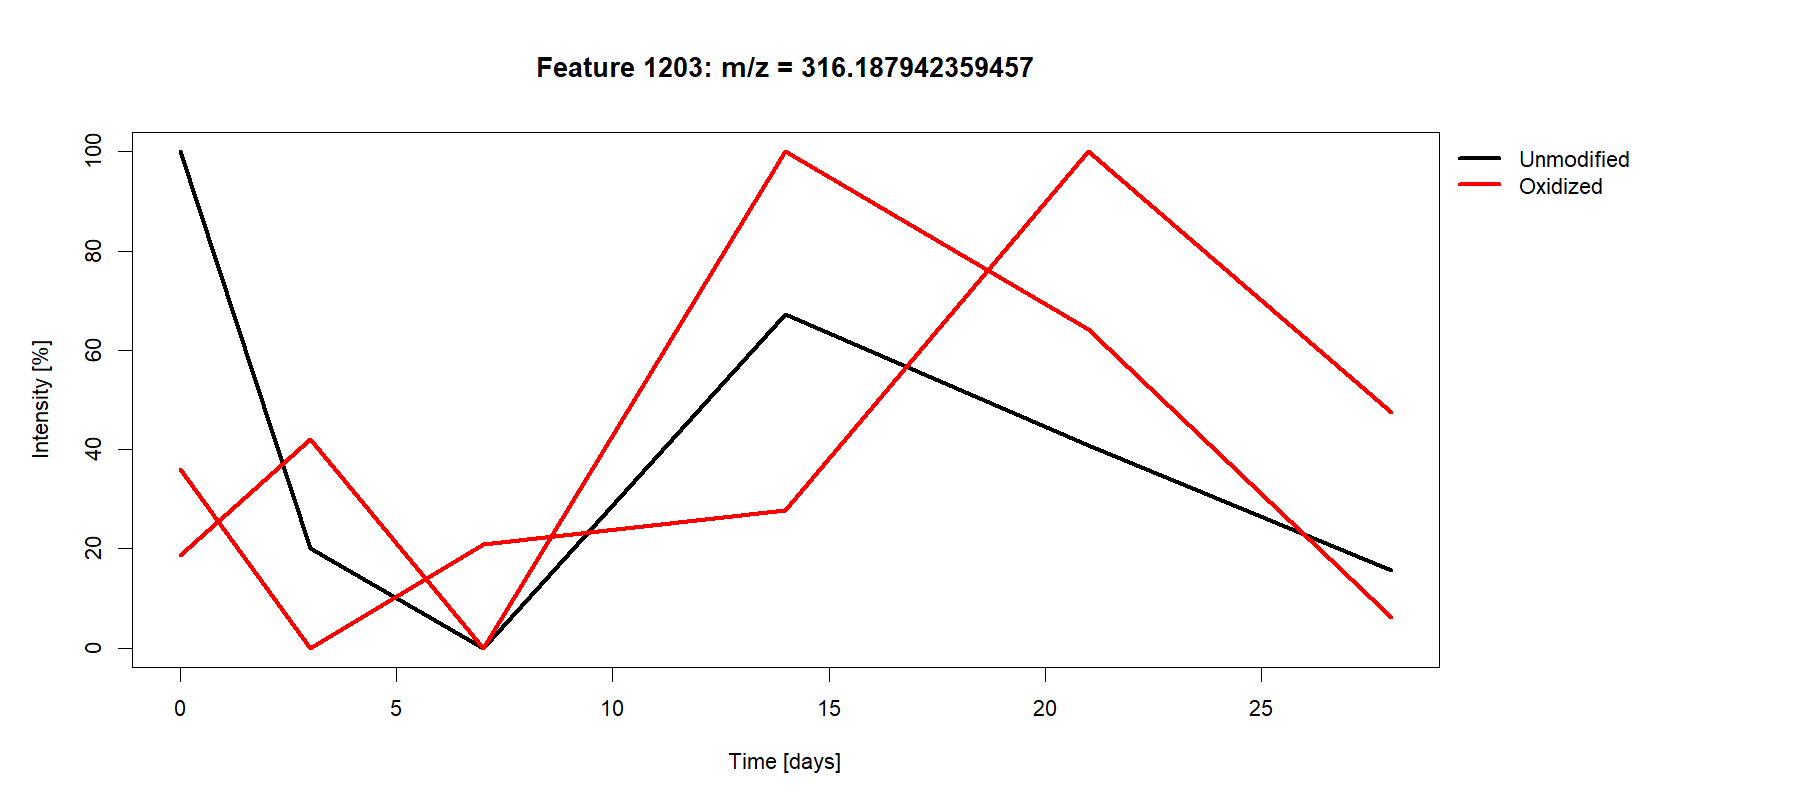 Feature 1203: m/z = 316.187942359457
Unmodified
Oxidized
Intensity [%]
100
80
60
40
20
0
0 5 10 15 20 25
Time [days]